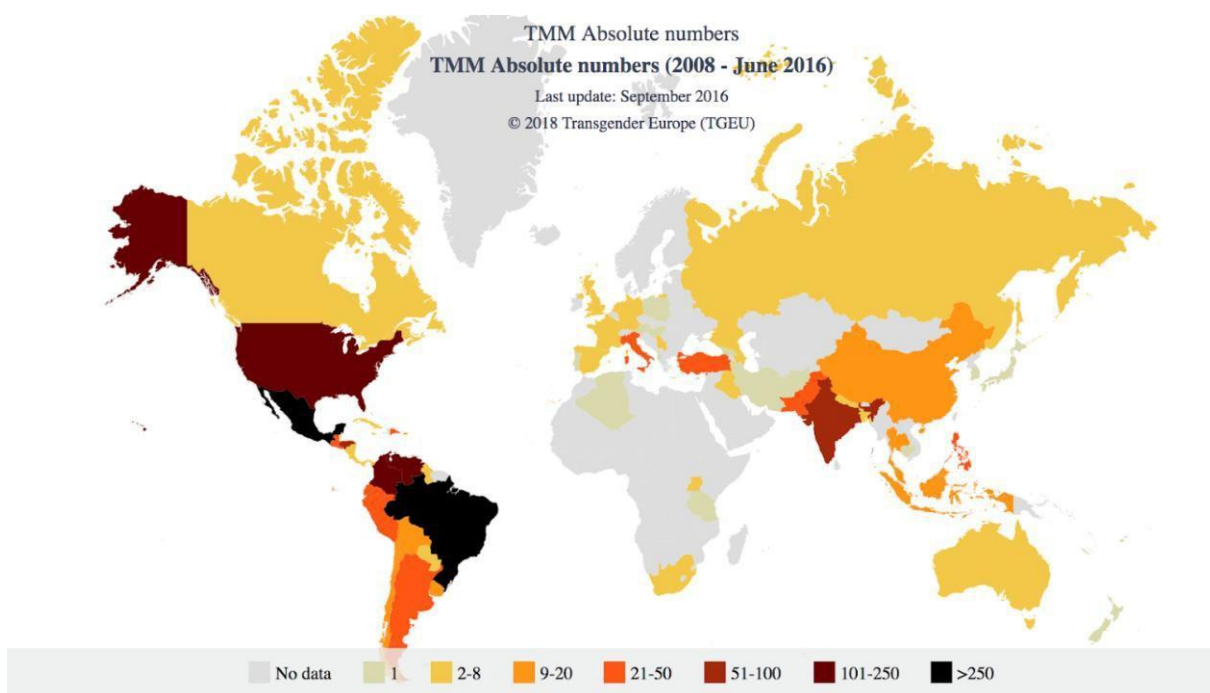 TMM Absolute numbers
TMM Absolute numbers (2008 - June 2016)
Last update: September 2016
© 2018 Transgender Europe (TGEU)
No data 1 2-8 9-20 21-50 51-100 101-250 >250